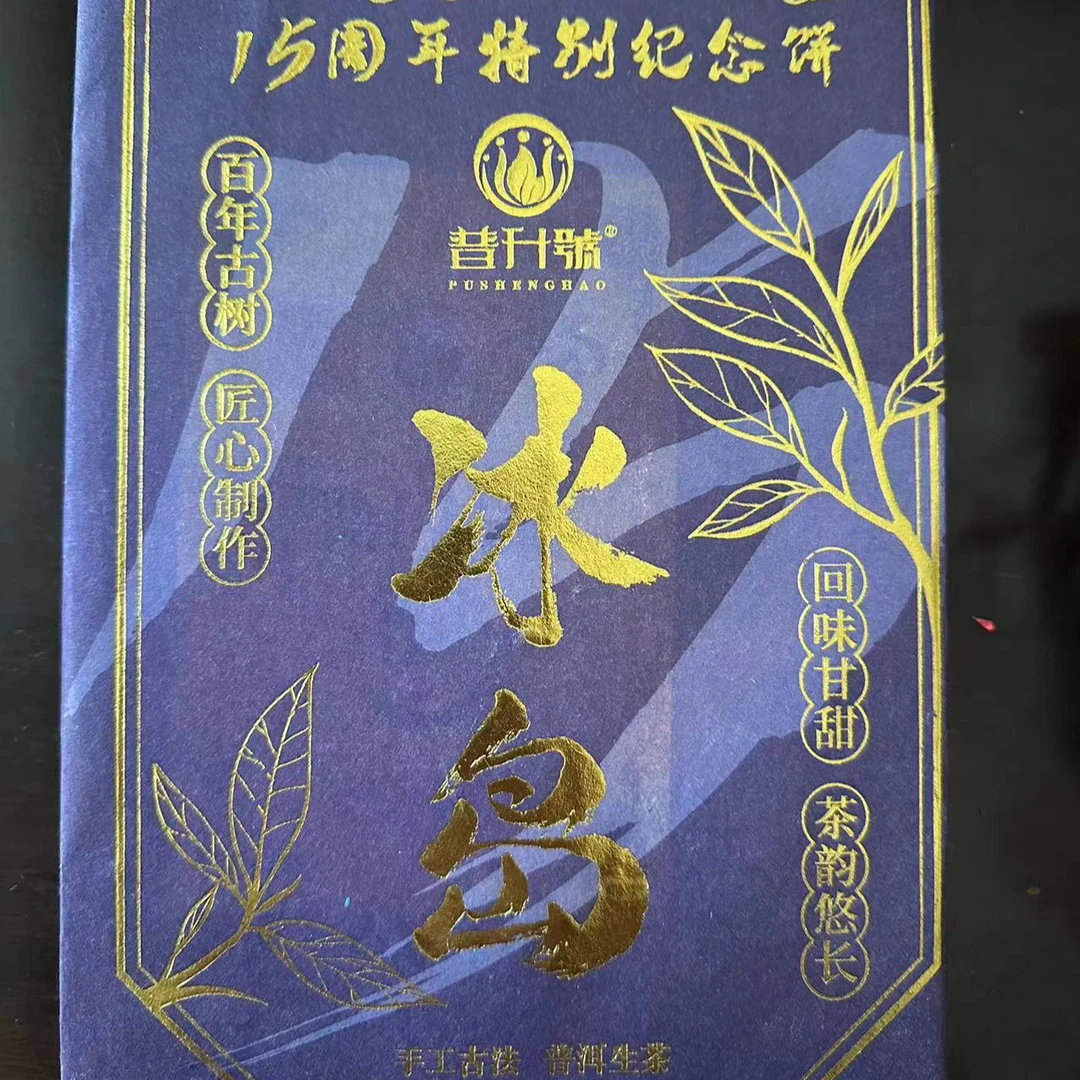 15周年特别纪念饼
普升號
PUSHENGHAO
百年古树
匠心制作
冰岛
回味甘甜
茶韵悠长
手工古法 普洱生茶